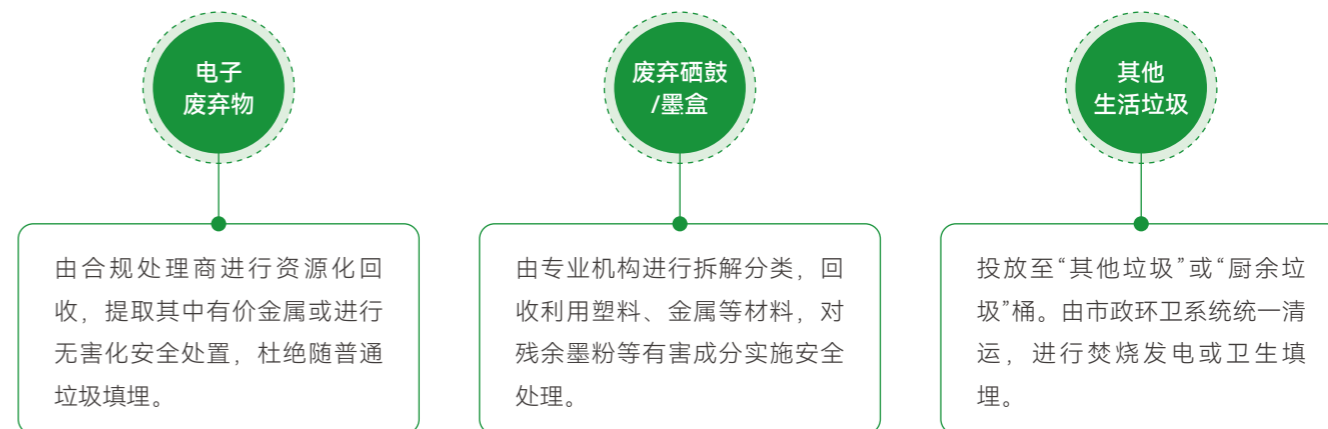 电子
废弃物
由合规处理商进行资源化回
收，提取其中有价金属或进行
无害化安全处置，杜绝随普通
垃圾填埋。
废弃硒鼓
/墨盒
由专业机构进行拆解分类，回
收利用塑料、金属等材料，对
残余墨粉等有害成分实施安全
处理。
其他
生活垃圾
投放至“其他垃圾”或“厨余垃
圾”桶。由市政环卫系统统一清
运，进行焚烧发电或卫生填
埋。